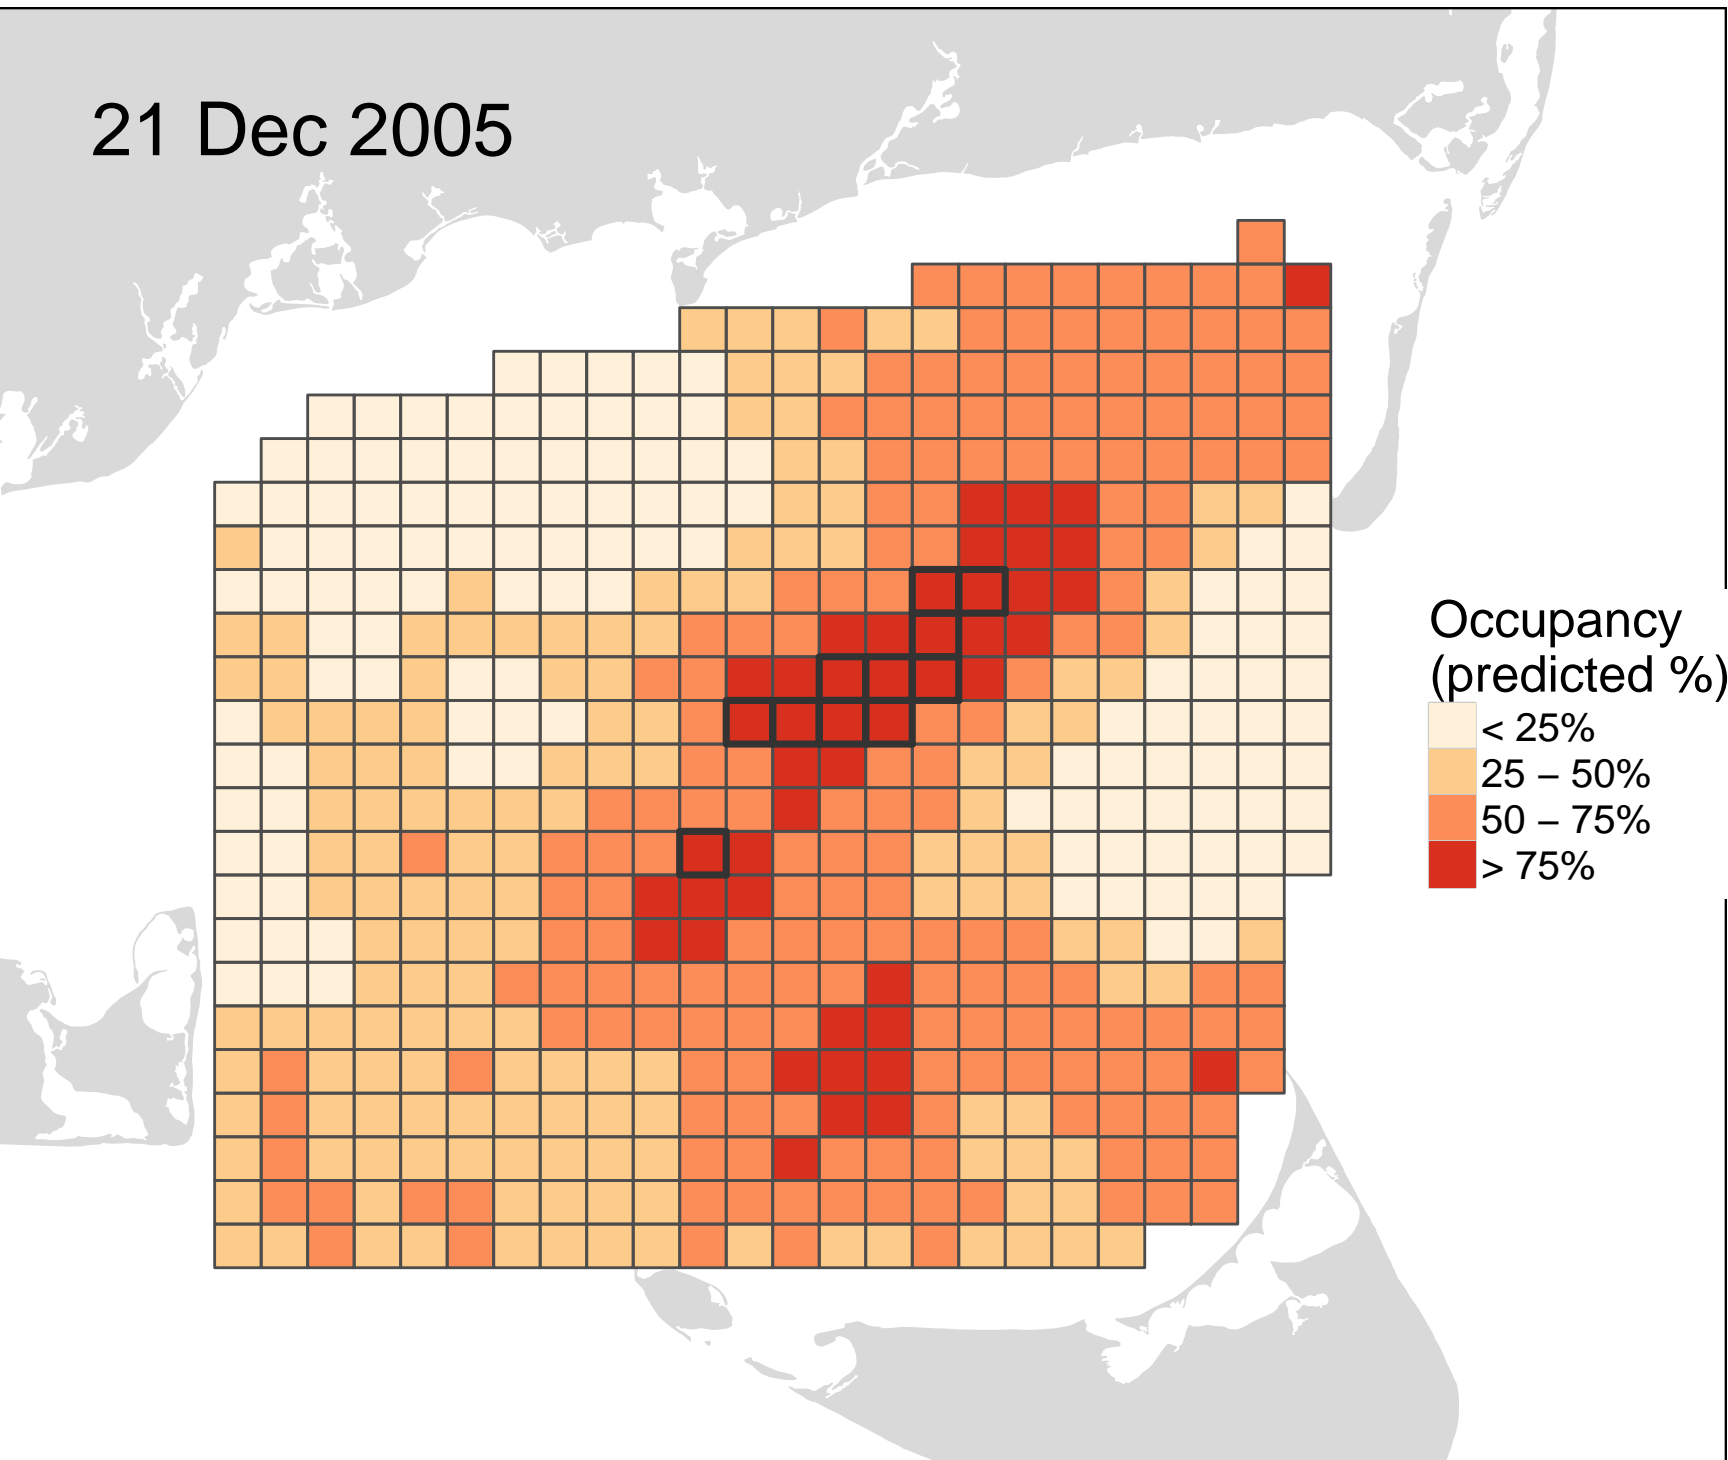 21 Dec 2005
Occupancy
(predicted %)
< 25%
25 – 50%
50 – 75%
> 75%